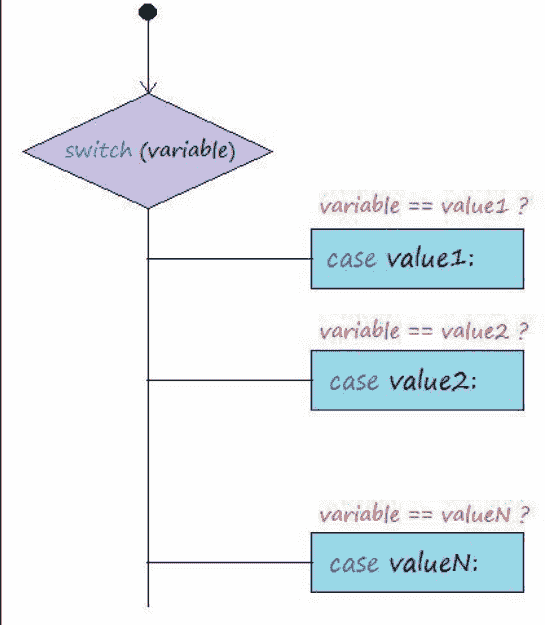 switch (variable)
variable == value1 ?
case value1:
variable == value2 ?
case value2:
variable == valueN ?
case valueN: